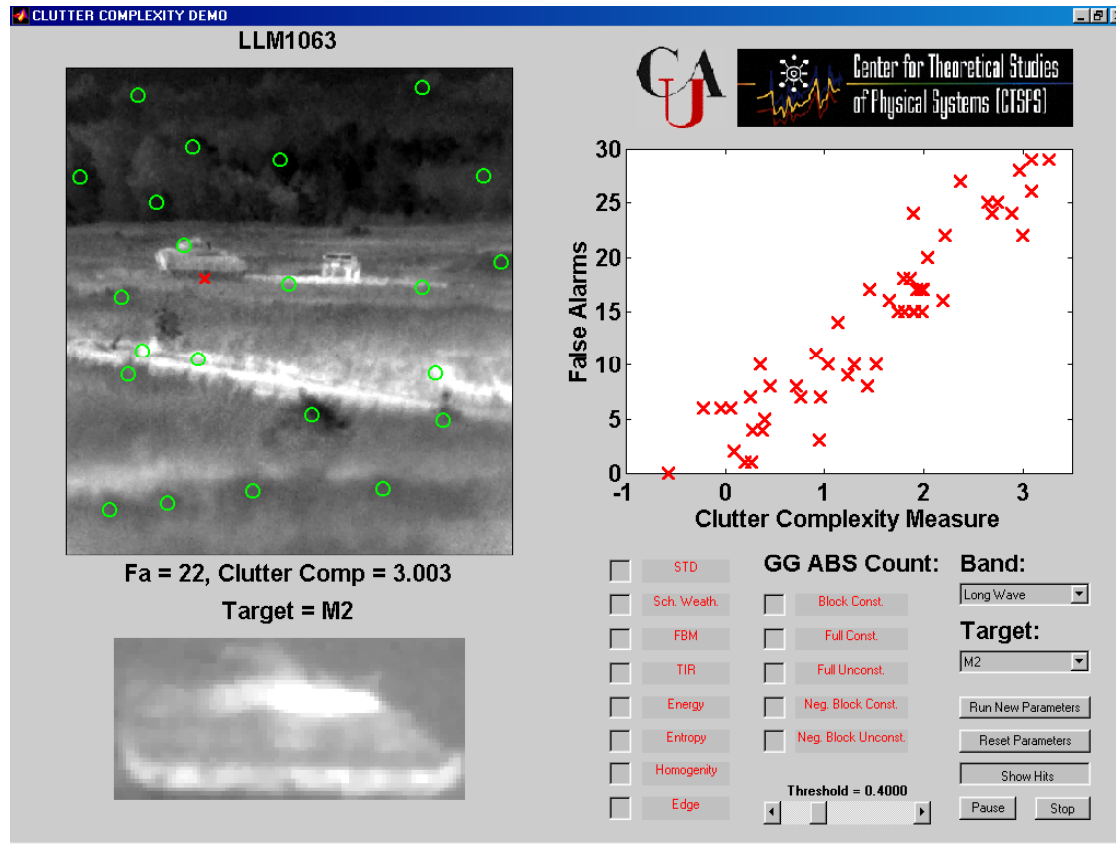 CLUTTER COMPLEXITY DEMO
LLM1063
Fa = 22, Clutter Comp = 3.003
Target = M2
CAU
Center for Theoretical Studies
of Physical Systems (CTSPS)
30
25
20
15
10
5
0
False Alarms
-1 0 1 2 3
Clutter Complexity Measure
STD
Sch. Weath.
FBM
TIR
Energy
Entropy
Homogenity
Edge
GG ABS Count:
Block Const.
Full Const.
Full Unconst.
Neg. Block Const.
Neg. Block Unconst.
Threshold = 0.4000
Band:
Long Wave
Target:
M2
Run New Parameters
Reset Parameters
Show Hits
Pause Stop